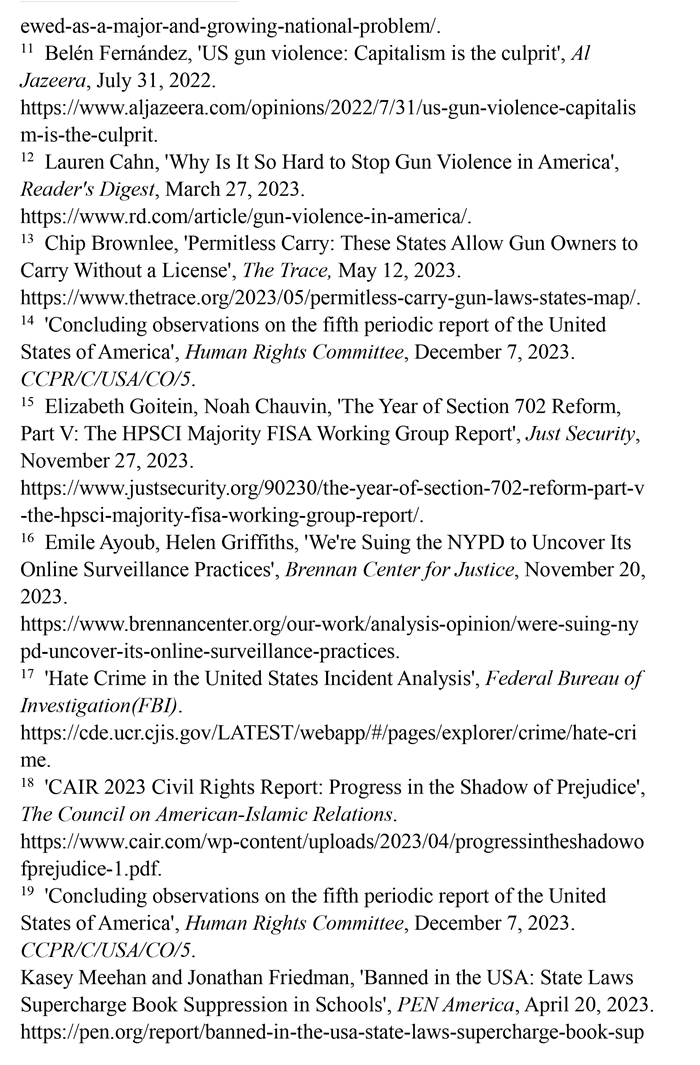 ewed-as-a-major-and-growing-national-problem/.
11 Belén Fernández, 'US gun violence: Capitalism is the culprit', Al
Jazeera, July 31, 2022.
https://www.aljazeera.com/opinions/2022/7/31/us-gun-violence-capitalis
m-is-the-culprit.
12 Lauren Cahn, 'Why Is It So Hard to Stop Gun Violence in America',
Reader's Digest, March 27, 2023.
https://www.rd.com/article/gun-violence-in-america/.
13 Chip Brownlee, 'Permitless Carry: These States Allow Gun Owners to
Carry Without a License', The Trace, May 12, 2023.
https://www.thetrace.org/2023/05/permitless-carry-gun-laws-states-map/.
14 'Concluding observations on the fifth periodic report of the United
States of America', Human Rights Committee, December 7, 2023.
CCPR/C/USA/CO/5.
15 Elizabeth Goitein, Noah Chauvin, 'The Year of Section 702 Reform,
Part V: The HPSCI Majority FISA Working Group Report', Just Security,
November 27, 2023.
https://www.justsecurity.org/90230/the-year-of-section-702-reform-part-v
-the-hpsci-majority-fisa-working-group-report/.
16 Emile Ayoub, Helen Griffiths, 'We're Suing the NYPD to Uncover Its
Online Surveillance Practices', Brennan Center for Justice, November 20,
2023.
https://www.brennancenter.org/our-work/analysis-opinion/were-suing-ny
pd-uncover-its-online-surveillance-practices.
17 'Hate Crime in the United States Incident Analysis', Federal Bureau of
Investigation(FBI).
https://cde.ucr.cjis.gov/LATEST/webapp/#/pages/explorer/crime/hate-cri
me.
18 'CAIR 2023 Civil Rights Report: Progress in the Shadow of Prejudice',
The Council on American-Islamic Relations.
https://www.cair.com/wp-content/uploads/2023/04/progressintheshadowo
fprejudice-1.pdf.
19 'Concluding observations on the fifth periodic report of the United
States of America', Human Rights Committee, December 7, 2023.
CCPR/C/USA/CO/5.
Kasey Meehan and Jonathan Friedman, 'Banned in the USA: State Laws
Supercharge Book Suppression in Schools', PEN America, April 20, 2023.
https://pen.org/report/banned-in-the-usa-state-laws-supercharge-book-sup